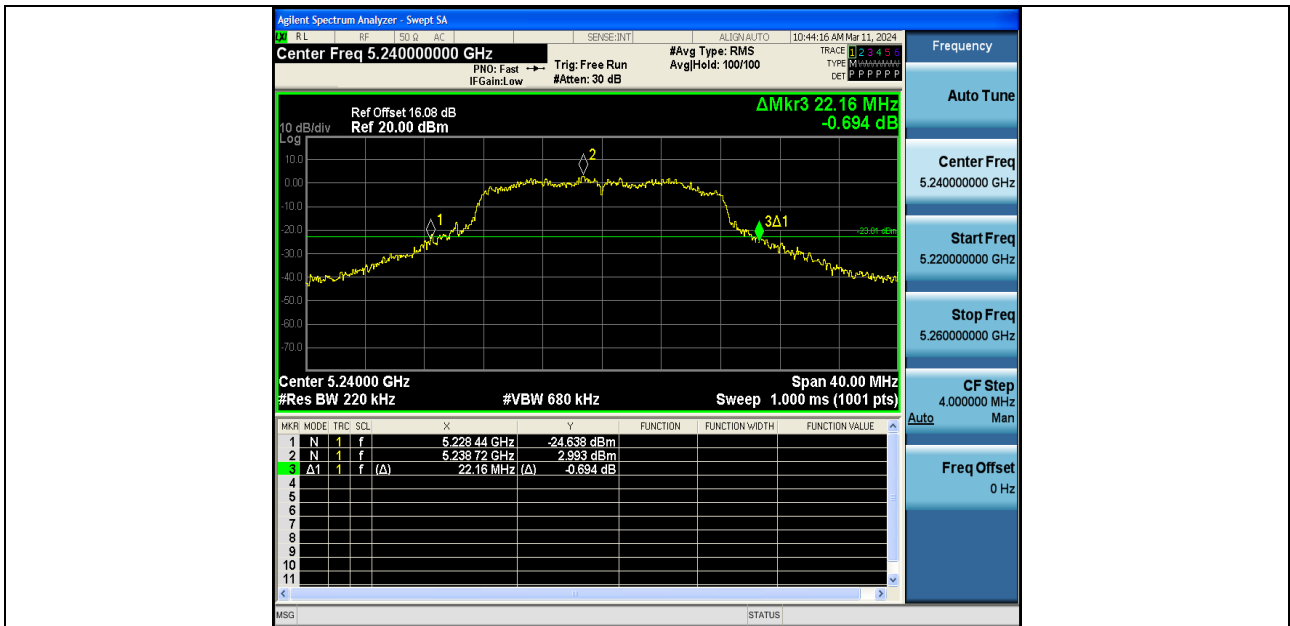 Agilent Spectrum Analyzer - Swept SA
LXI RL RF 50 Ω AC SENSE:INT ALIGN AUTO 10:44:16 AM Mar 11, 2024
Center Freq 5.240000000 GHz
PNO: Fast
IFGain:Low
Trig: Free Run
#Atten: 30 dB
#Avg Type: RMS
Avg|Hold: 100/100
TRACE 1 2 3 4 5 6
TYPE M
DET P P P P P P
ΔMkr3 22.16 MHz
-0.694 dB
Ref Offset 16.08 dB
10 dB/div Ref 20.00 dBm
Log
10.0
0.00
-10.0
-20.0
-30.0
-40.0
-50.0
-60.0
-70.0
1
2
3Δ1
Center 5.24000 GHz Span 40.00 MHz
#Res BW 220 kHz #VBW 680 kHz Sweep 1.000 ms (1001 pts)
MKR MODE TRC SCL X Y FUNCTION FUNCTION WIDTH FUNCTION VALUE
1 N 1 f 5.228 44 GHz -24.638 dBm
2 N 1 f 5.238 72 GHz 2.993 dBm
3 Δ1 1 f (Δ) 22.16 MHz (Δ) -0.694 dB
4
5
6
7
8
9
10
11
MSG STATUS
Frequency
Auto Tune
Center Freq
5.240000000 GHz
Start Freq
5.220000000 GHz
Stop Freq
5.260000000 GHz
CF Step
4.000000 MHz
Auto Man
Freq Offset
0 Hz